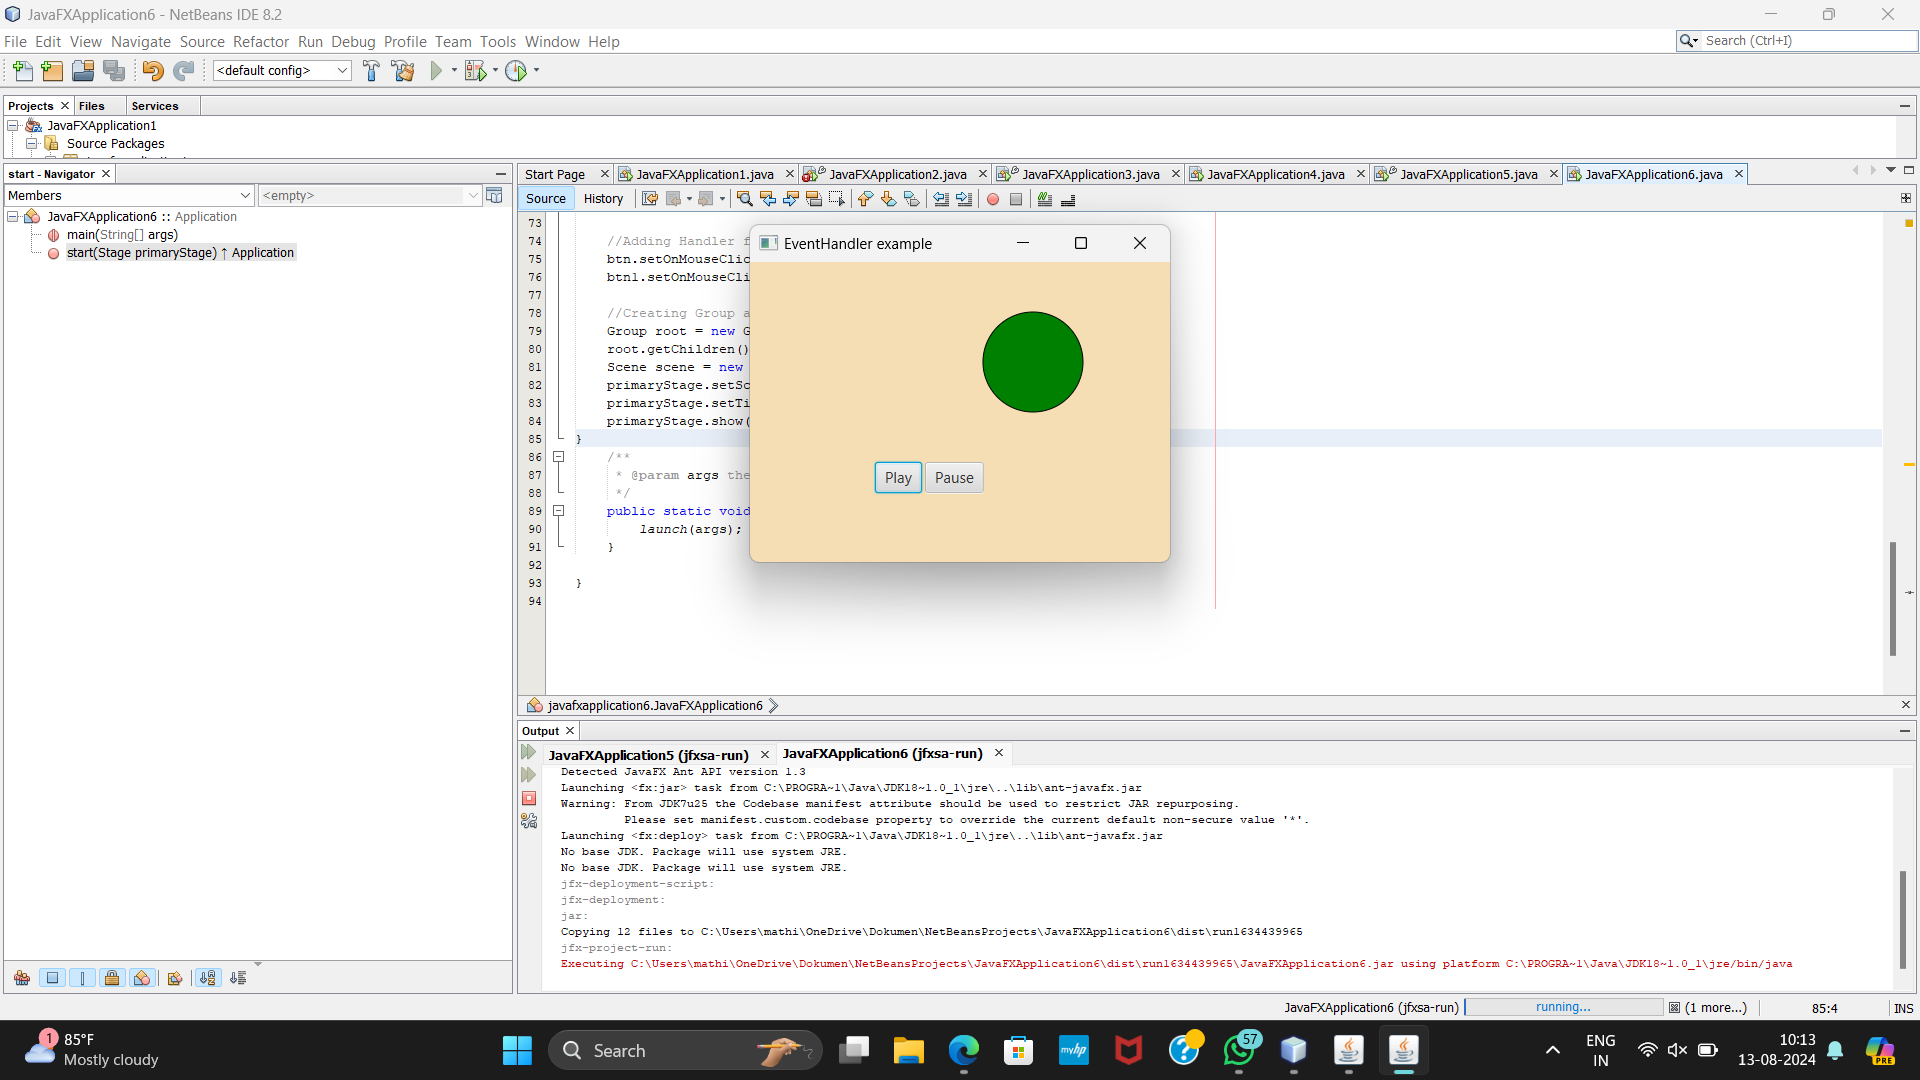 JavaFXApplication6 - NetBeans IDE 8.2
File Edit View Navigate Source Refactor Run Debug Profile Team Tools Window Help
Search (Ctrl+I)
<default config>
Projects Files Services
JavaFXApplication1
Source Packages
start - Navigator
Members <empty>
JavaFXApplication6 :: Application
main(String[] args)
start(Stage primaryStage) ↑ Application
Start Page JavaFXApplication1.java JavaFXApplication2.java JavaFXApplication3.java JavaFXApplication4.java JavaFXApplication5.java JavaFXApplication6.java
Source History
73
74 //Adding Handler f
75 btn.setOnMouseClic
76 btn1.setOnMouseCli
77
78 //Creating Group a
79 Group root = new G
80 root.getChildren()
81 Scene scene = new
82 primaryStage.setSc
83 primaryStage.setTi
84 primaryStage.show(
85 }
86 /**
87 * @param args the
88 */
89 public static void
90 launch(args);
91 }
92
93 }
94
EventHandler example
Play Pause
javafxapplication6.JavaFXApplication6
Output
JavaFXApplication5 (jfxsa-run) JavaFXApplication6 (jfxsa-run)
Detected JavaFX Ant API version 1.3
Launching <fx:jar> task from C:\PROGRA~1\Java\JDK18~1.0_1\jre\..\lib\ant-javafx.jar
Warning: From JDK7u25 the Codebase manifest attribute should be used to restrict JAR repurposing.
Please set manifest.custom.codebase property to override the current default non-secure value '*'.
Launching <fx:deploy> task from C:\PROGRA~1\Java\JDK18~1.0_1\jre\..\lib\ant-javafx.jar
No base JDK. Package will use system JRE.
No base JDK. Package will use system JRE.
jfx-deployment-script:
jfx-deployment:
jar:
Copying 12 files to C:\Users\mathi\OneDrive\Dokumen\NetBeansProjects\JavaFXApplication6\dist\run1634439965
jfx-project-run:
Executing C:\Users\mathi\OneDrive\Dokumen\NetBeansProjects\JavaFXApplication6\dist\run1634439965\JavaFXApplication6.jar using platform C:\PROGRA~1\Java\JDK18~1.0_1\jre/bin/java
JavaFXApplication6 (jfxsa-run) running... (1 more...) 85:4 INS
1
85°F
Mostly cloudy
Search
myhp
57
ENG
IN
10:13
13-08-2024
PRE